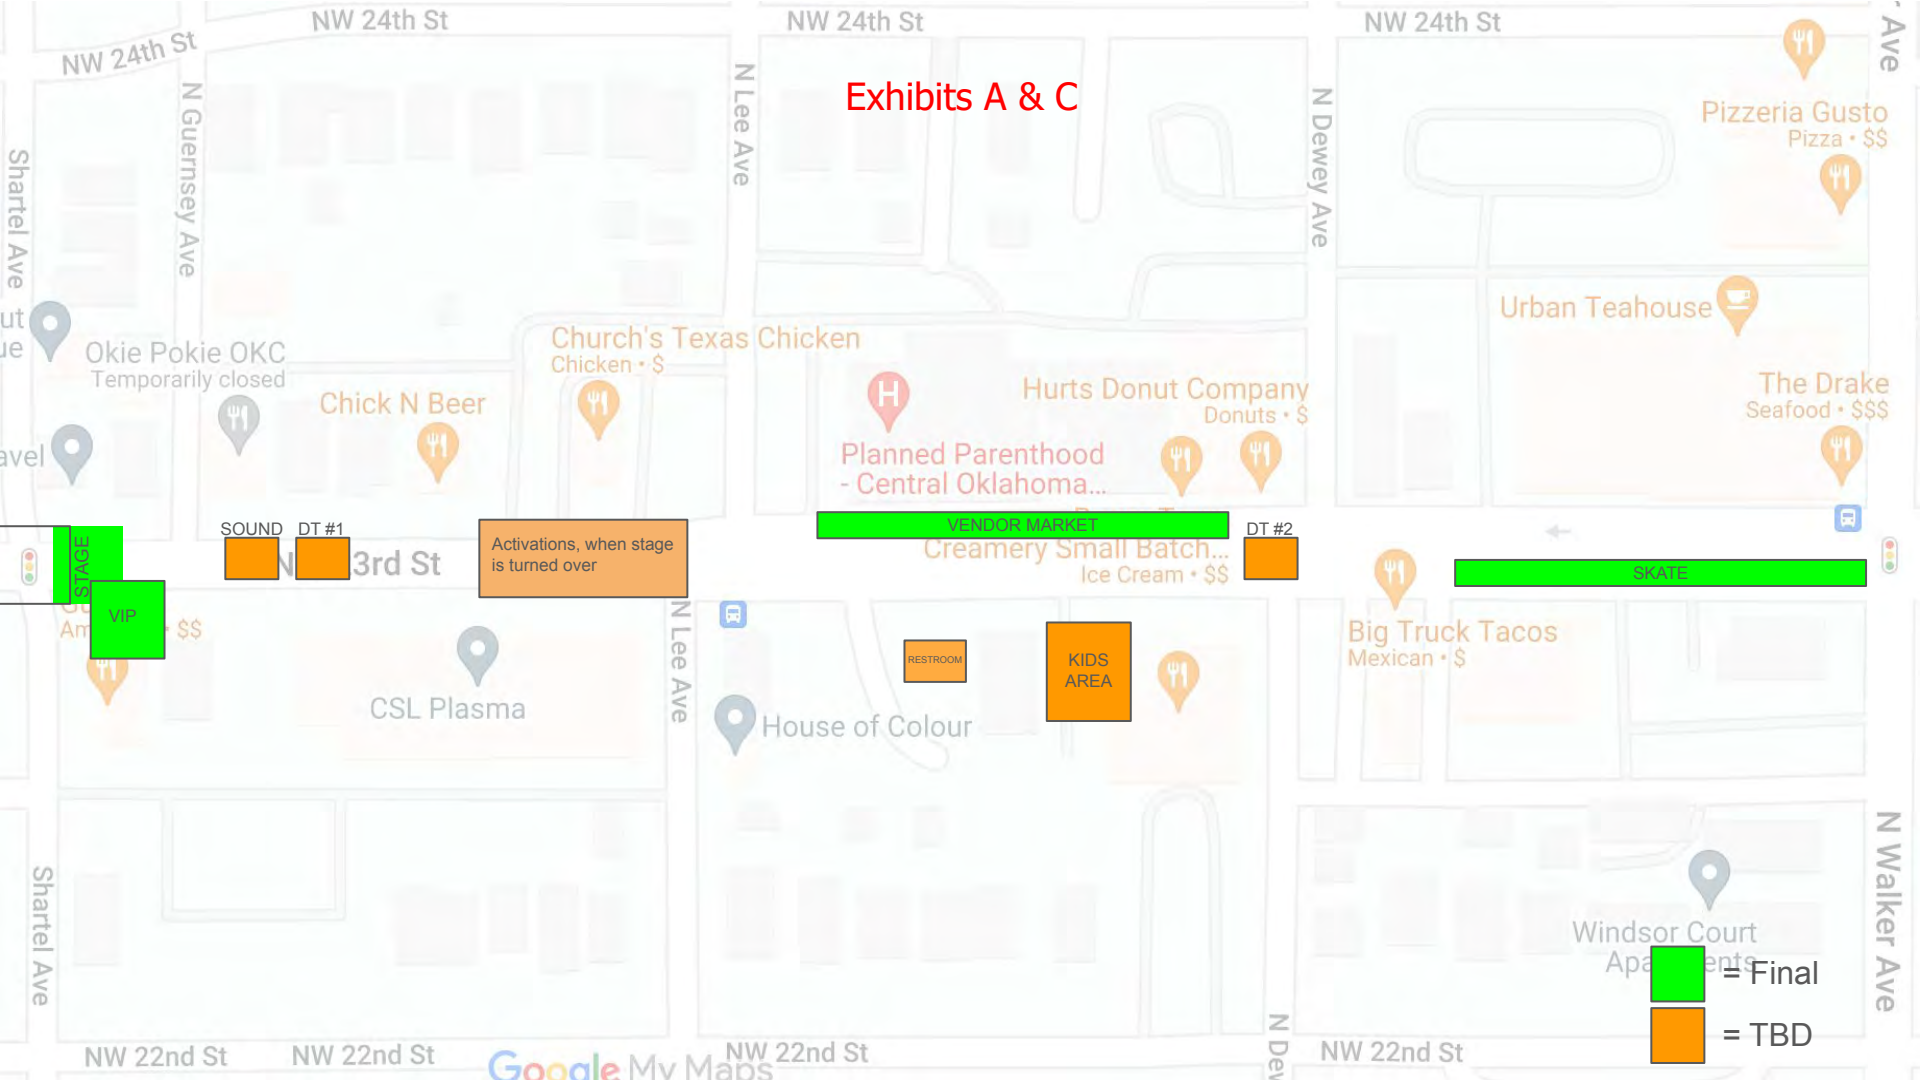 NW 24th St
NW 24th St
NW 24th St
NW 24th St
Ave
N Guernsey Ave
N Lee Ave
Exhibits A & C
N Dewey Ave
Pizzeria Gusto
Pizza • $$
Shartel Ave
Urban Teahouse
Church's Texas Chicken
Chicken • $
Okie Pokie OKC
Temporarily closed
Chick N Beer
Hurts Donut Company
Donuts • $
The Drake
Seafood • $$$
H
Planned Parenthood
- Central Oklahoma...
SOUND
DT #1
STAGE
N
3rd St
Activations, when stage
is turned over
VENDOR MARKET
DT #2
Creamery Small Batch...
Ice Cream • $$
SKATE
VIP
$$
N Lee Ave
RESTROOM
KIDS
AREA
Big Truck Tacos
Mexican • $
CSL Plasma
House of Colour
Shartel Ave
N Walker Ave
Windsor Court
= Final
= TBD
NW 22nd St
NW 22nd St
Google My Maps
NW 22nd St
NW 22nd St